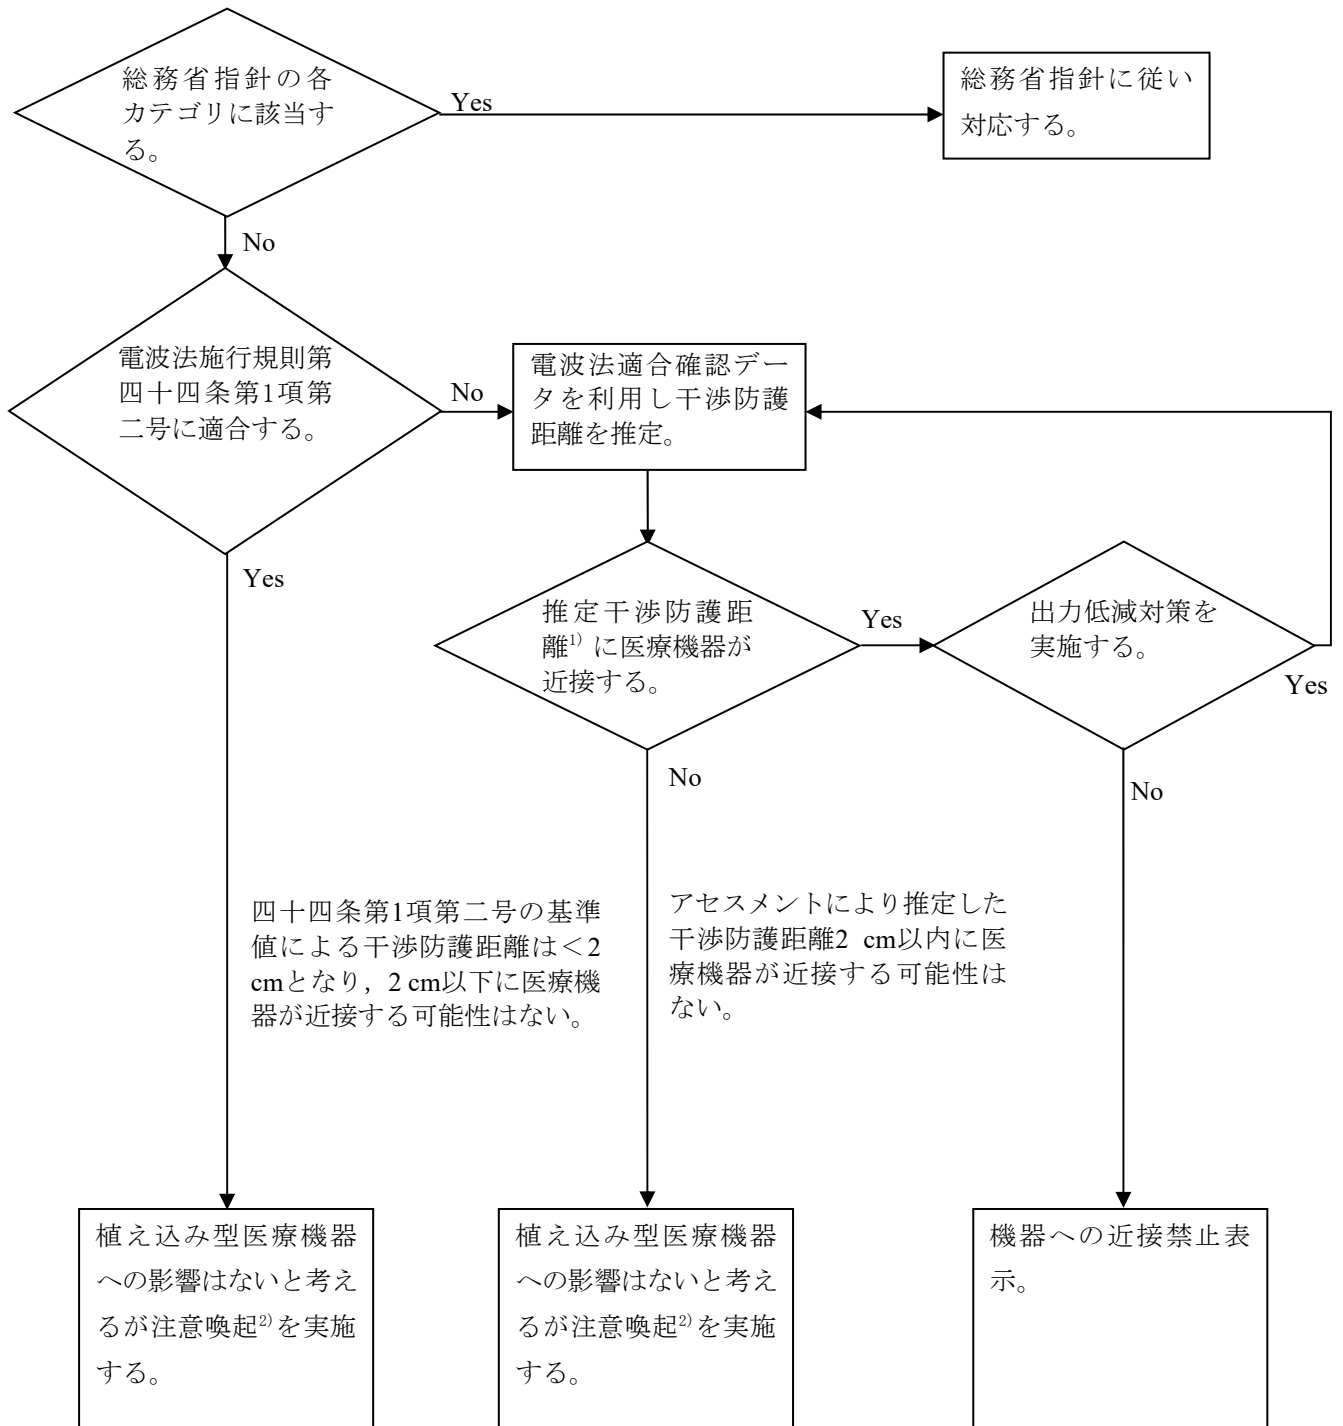 総務省指針の各
カテゴリに該当す
る。
Yes
総務省指針に従い
対応する。
No
電波法施行規則第
四十四条第1項第
二号に適合する。
No
電波法適合確認デー
タを利用し干渉防護
距離を推定。
Yes
推定干渉防護距
離1) に医療機器が
近接する。
Yes
出力低減対策を
実施する。
Yes
No
No
四十四条第1項第二号の基準
値による干渉防護距離は＜2
cmとなり，2 cm以下に医療機
器が近接する可能性はない。
アセスメントにより推定した
干渉防護距離2 cm以内に医
療機器が近接する可能性は
ない。
植え込み型医療機器
への影響はないと考え
るが注意喚起2)を実施
する。
植え込み型医療機器
への影響はないと考え
るが注意喚起2)を実施
する。
機器への近接禁止表
示。